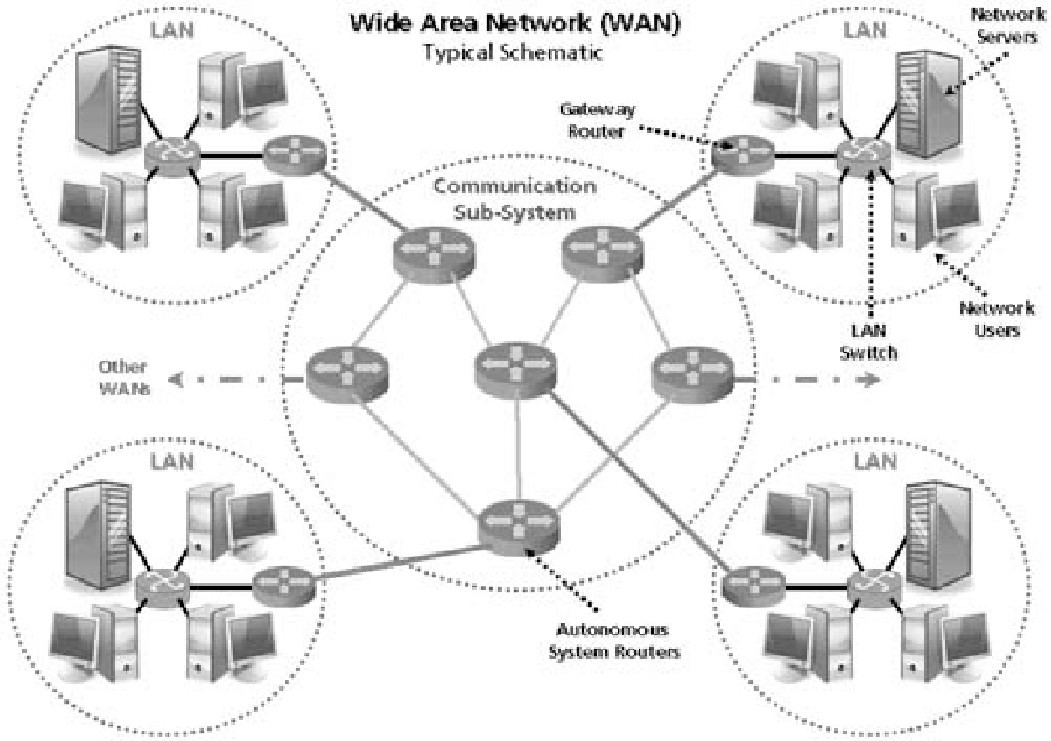 Wide Area Network (WAN)
Typical Schematic
LAN
LAN
Network
Servers
Gateway
Router
Communication
Sub-System
Network
Users
LAN
Switch
Other
WANs
LAN
LAN
Autonomous
System Routers